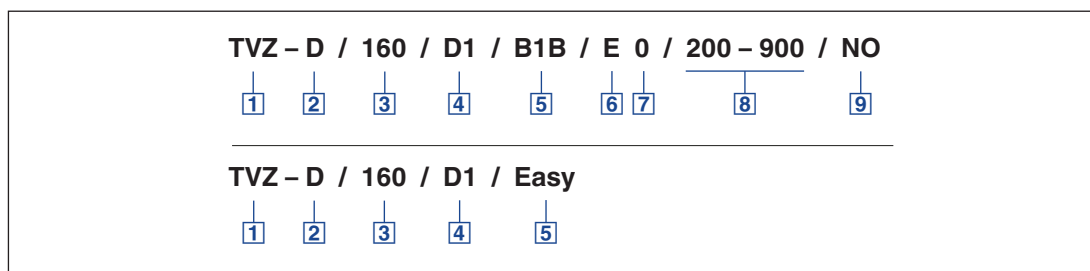 TVZ – D / 160 / D1 / B1B / E 0 / 200 – 900 / NO
1 2 3 4 5 6 7 8 9
TVZ – D / 160 / D1 / Easy
1 2 3 4 5